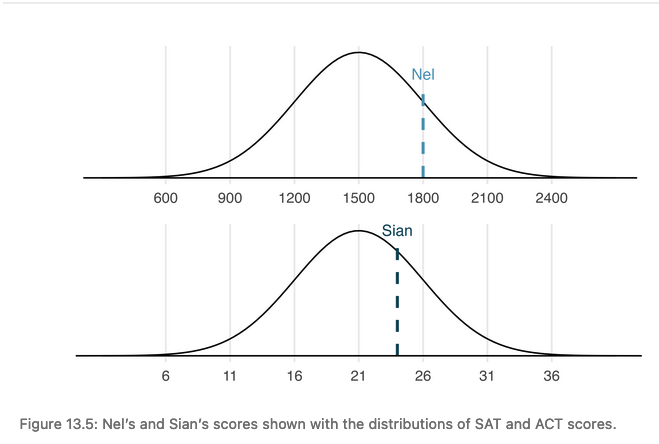 Nel
600 900 1200 1500 1800 2100 2400
Sian
6 11 16 21 26 31 36
Figure 13.5: Nel's and Sian's scores shown with the distributions of SAT and ACT scores.